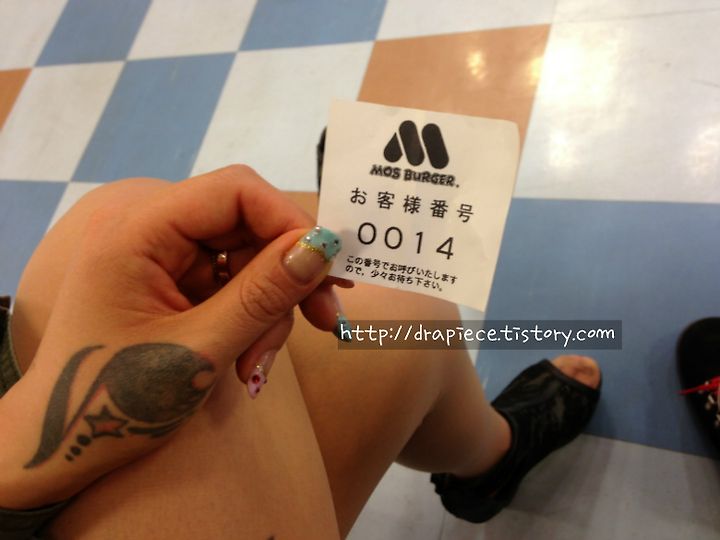 MOS BURGER.
お客様番号
0014
この番号でお呼びいたします
ので、少々お待ち下さい。
http://drapiece.tistory.com